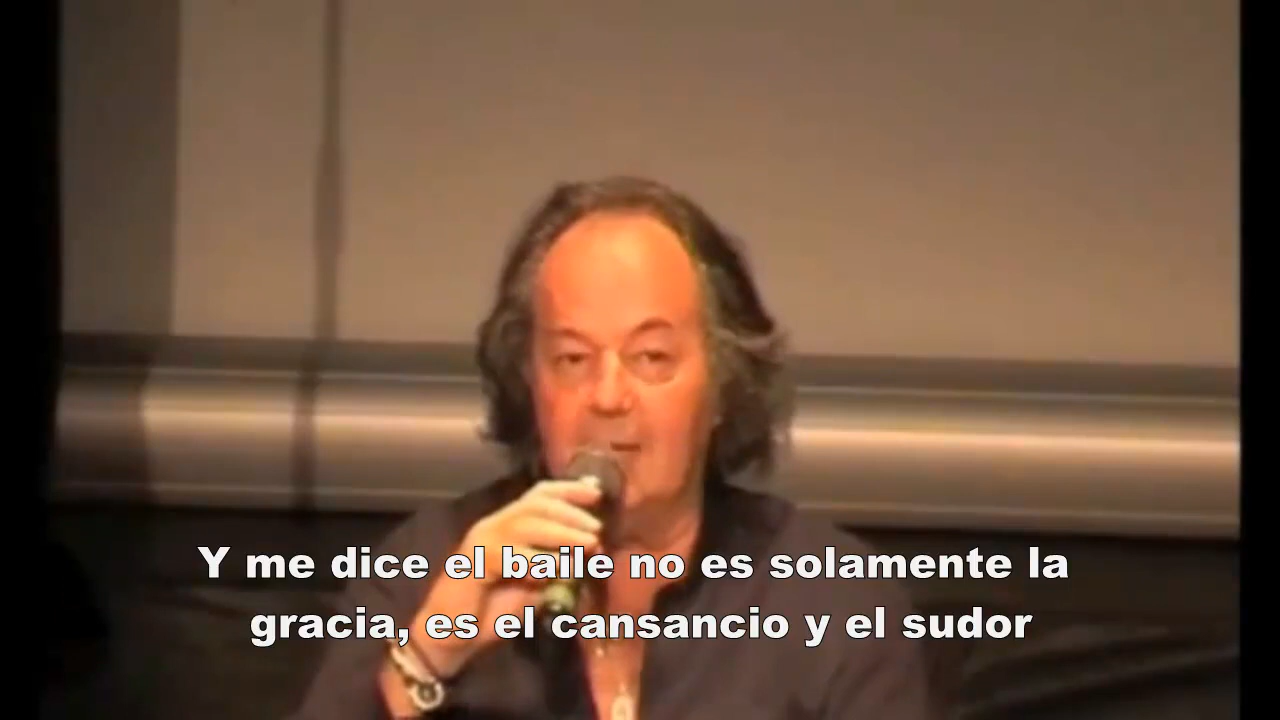 Y me dice el baile no es solamente la
gracia, es el cansancio y el sudor